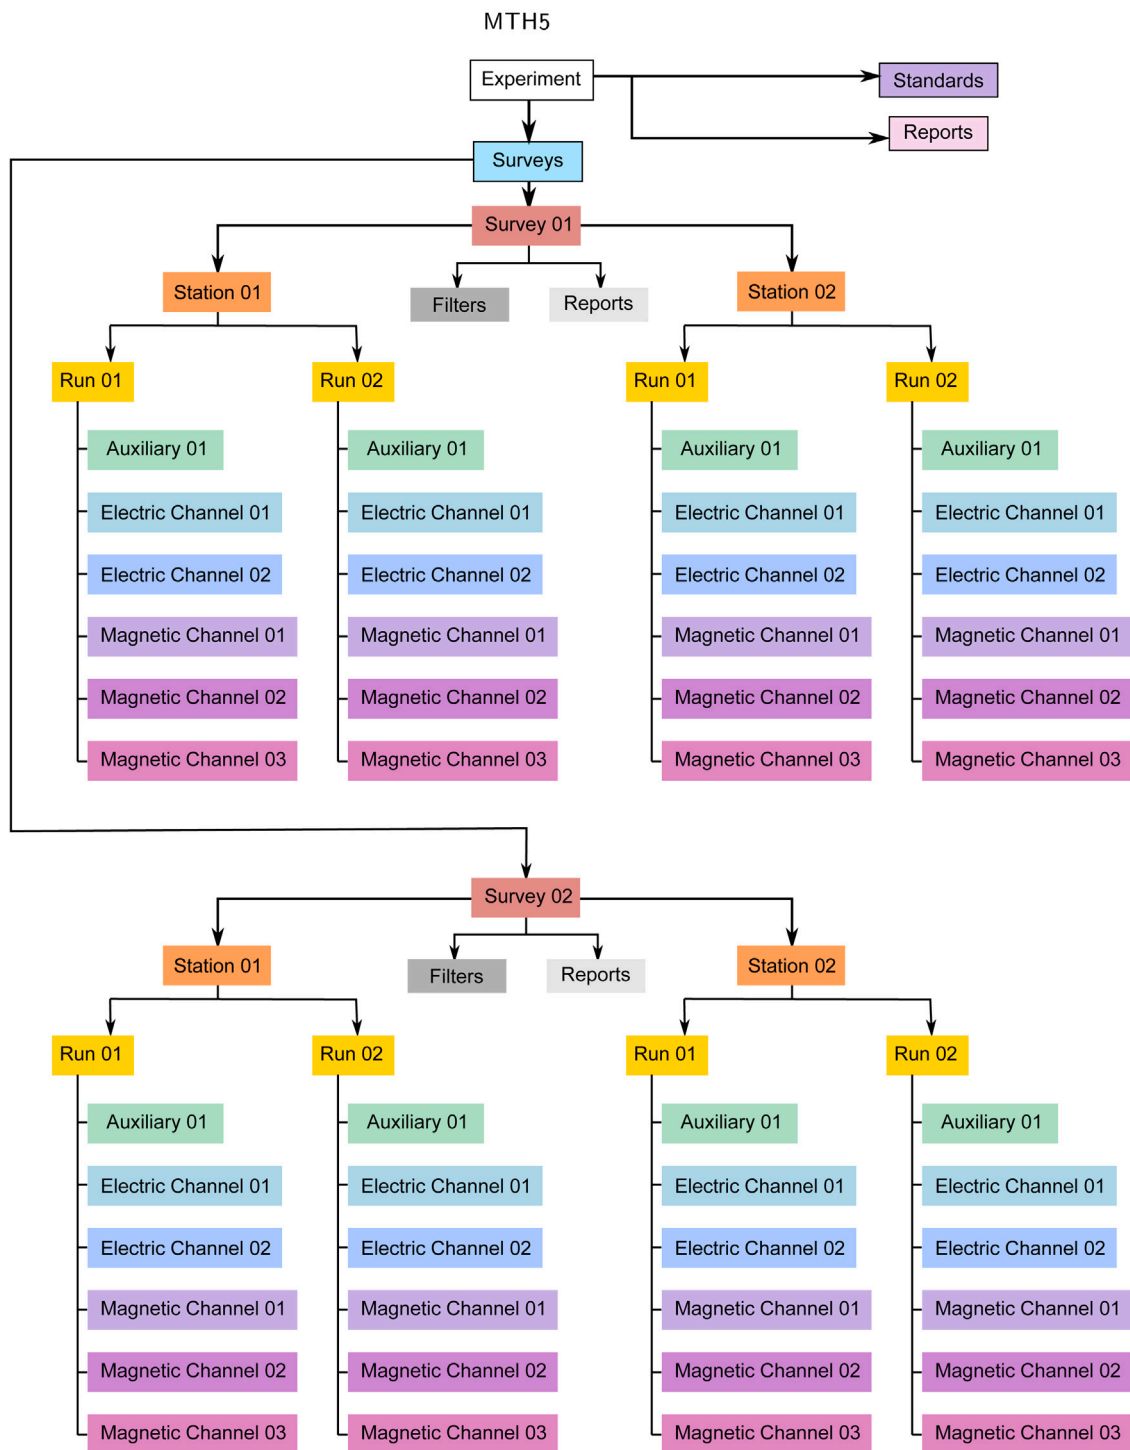 MTH5
Experiment
Standards
Reports
Surveys
Survey 01
Station 01
Filters
Reports
Station 02
Run 01
Run 02
Run 01
Run 02
Auxiliary 01
Auxiliary 01
Auxiliary 01
Auxiliary 01
Electric Channel 01
Electric Channel 01
Electric Channel 01
Electric Channel 01
Electric Channel 02
Electric Channel 02
Electric Channel 02
Electric Channel 02
Magnetic Channel 01
Magnetic Channel 01
Magnetic Channel 01
Magnetic Channel 01
Magnetic Channel 02
Magnetic Channel 02
Magnetic Channel 02
Magnetic Channel 02
Magnetic Channel 03
Magnetic Channel 03
Magnetic Channel 03
Magnetic Channel 03
Survey 02
Station 01
Filters
Reports
Station 02
Run 01
Run 02
Run 01
Run 02
Auxiliary 01
Auxiliary 01
Auxiliary 01
Auxiliary 01
Electric Channel 01
Electric Channel 01
Electric Channel 01
Electric Channel 01
Electric Channel 02
Electric Channel 02
Electric Channel 02
Electric Channel 02
Magnetic Channel 01
Magnetic Channel 01
Magnetic Channel 01
Magnetic Channel 01
Magnetic Channel 02
Magnetic Channel 02
Magnetic Channel 02
Magnetic Channel 02
Magnetic Channel 03
Magnetic Channel 03
Magnetic Channel 03
Magnetic Channel 03